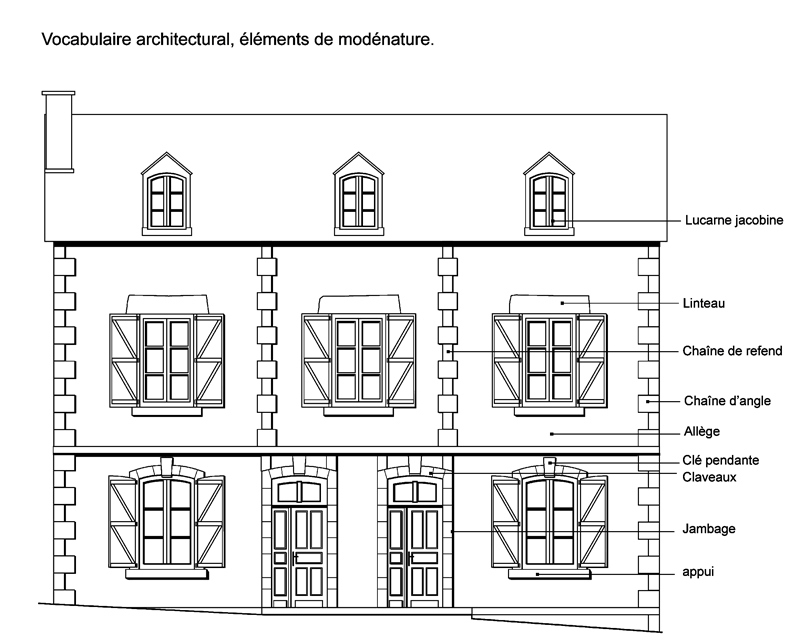 Vocabulaire architectural, éléments de modénature.
Lucarne jacobine
Linteau
Chaîne de refend
Chaîne d'angle
Allège
Clé pendante
Claveaux
Jambage
appui